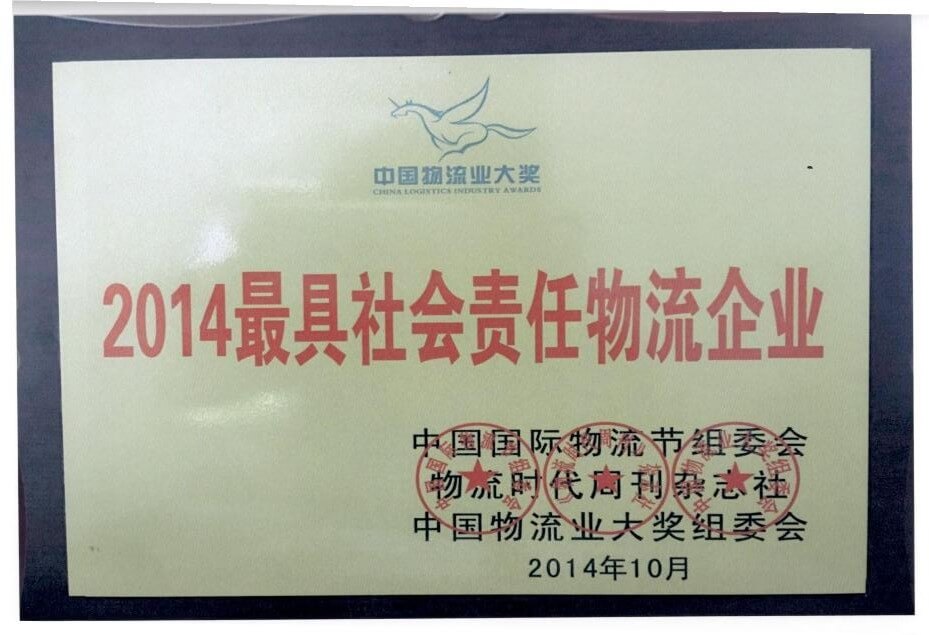 中国物流业大奖
CHINA LOGISTICS INDUSTRY AWARDS
2014最具社会责任物流企业
中国国际物流节组委会
物流时代周刊杂志社
中国物流业大奖组委会
2014年10月